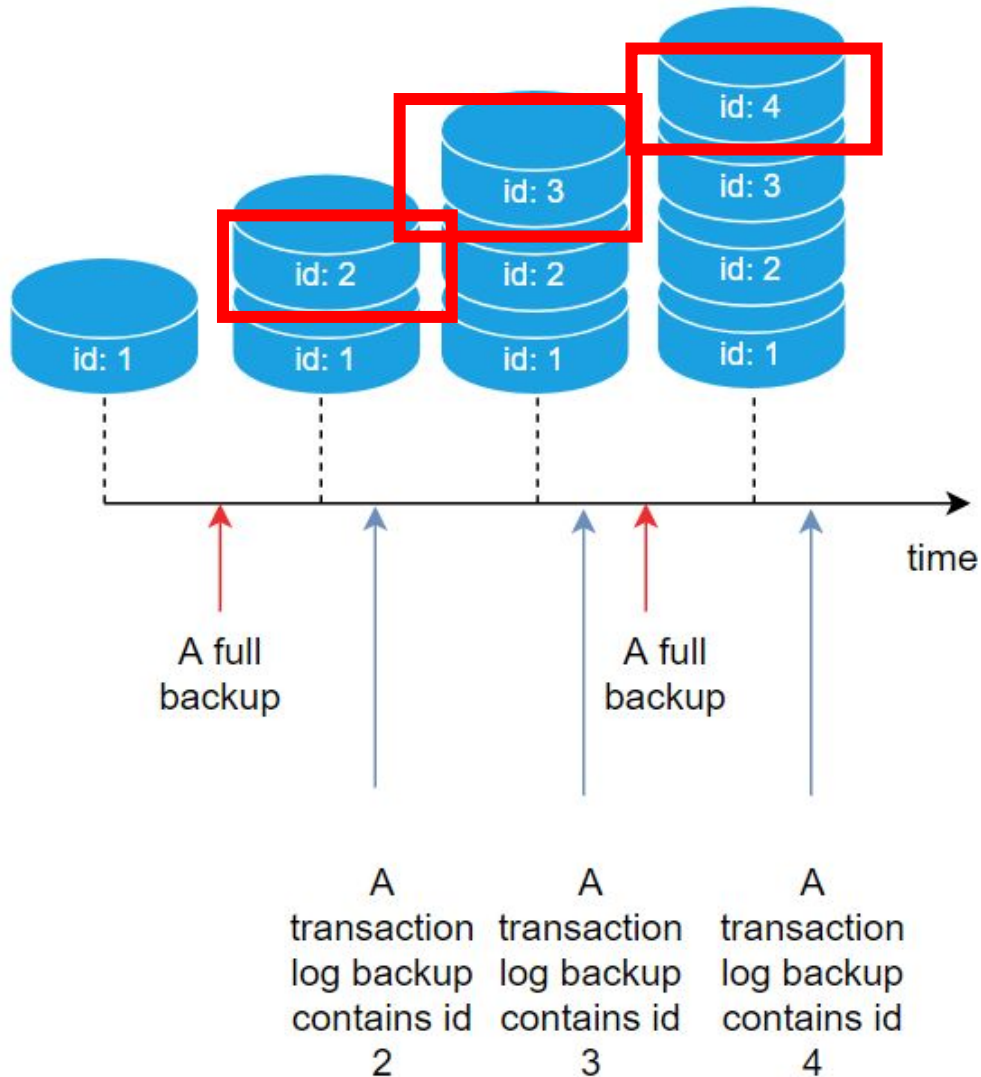 id: 4
id: 3
id: 3
id: 2
id: 2
id: 2
id: 1
id: 1
id: 1
id: 1
time
A full
backup
A full
backup
A
transaction
log backup
contains id
2
A
transaction
log backup
contains id
3
A
transaction
log backup
contains id
4